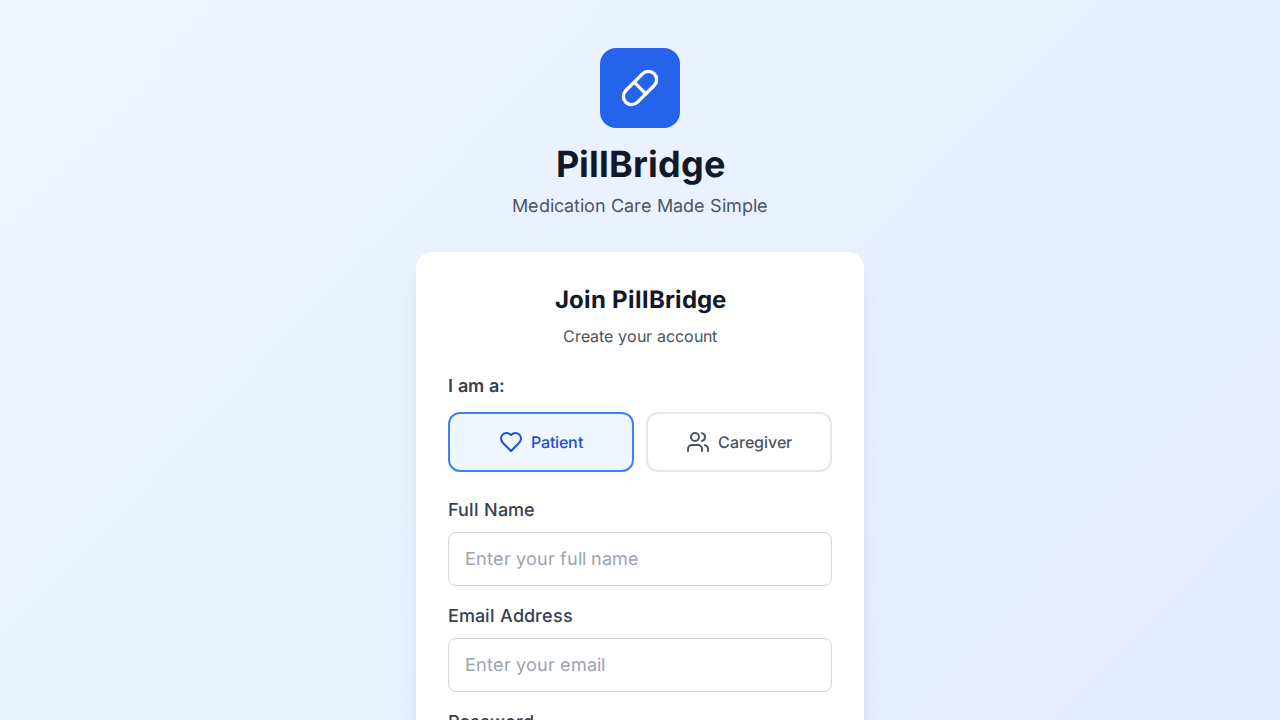 PillBridge
Medication Care Made Simple
Join PillBridge
Create your account
I am a:
Patient
Caregiver
Full Name
Enter your full name
Email Address
Enter your email
Password